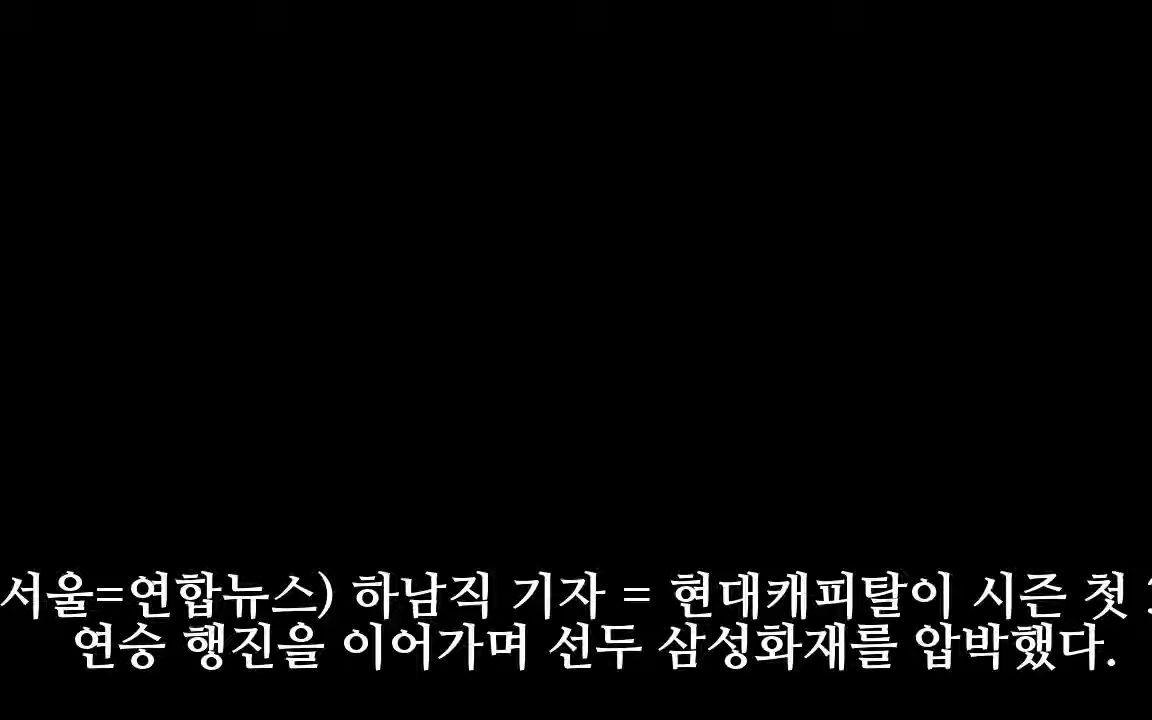 서울=연합뉴스) 하남직 기자 = 현대캐피탈이 시즌 첫
연승 행진을 이어가며 선두 삼성화재를 압박했다.